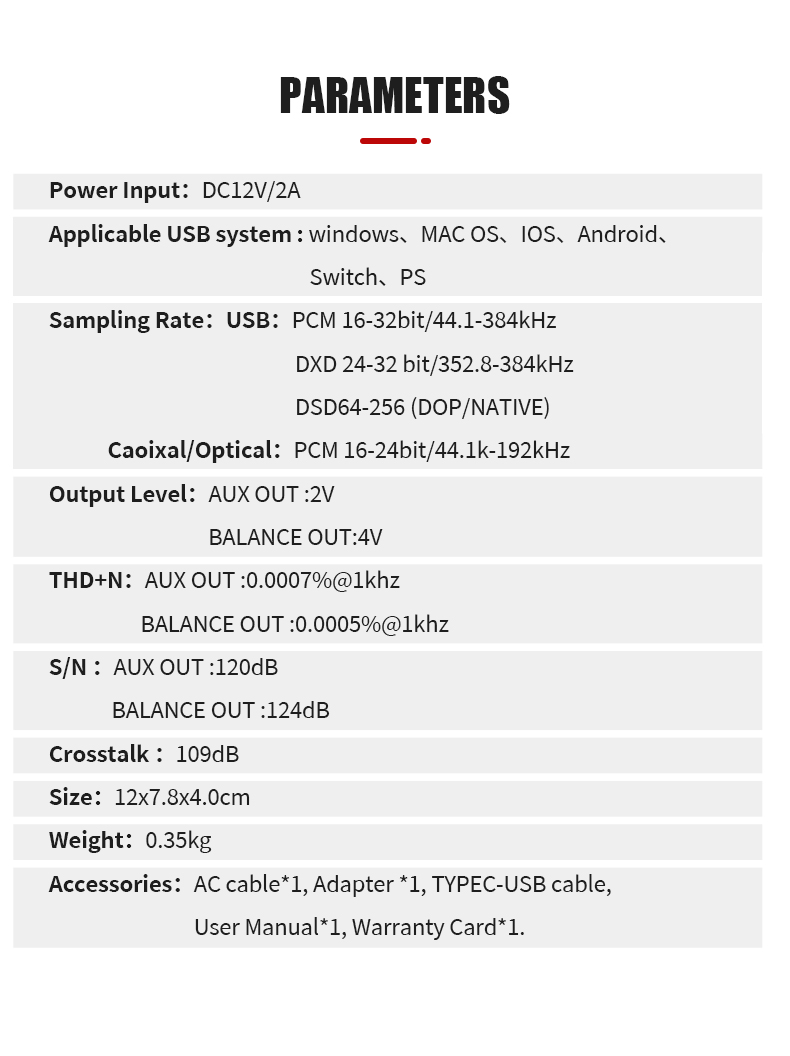 PARAMETERS
Power Input： DC12V/2A
Applicable USB system : windows、MAC OS、IOS、Android、
Switch、PS
Sampling Rate： USB： PCM 16-32bit/44.1-384kHz
DXD 24-32 bit/352.8-384kHz
DSD64-256 (DOP/NATIVE)
Caoixal/Optical： PCM 16-24bit/44.1k-192kHz
Output Level： AUX OUT :2V
BALANCE OUT:4V
THD+N： AUX OUT :0.0007%@1khz
BALANCE OUT :0.0005%@1khz
S/N： AUX OUT :120dB
BALANCE OUT :124dB
Crosstalk： 109dB
Size： 12x7.8x4.0cm
Weight： 0.35kg
Accessories： AC cable*1, Adapter *1, TYPEC-USB cable,
User Manual*1, Warranty Card*1.